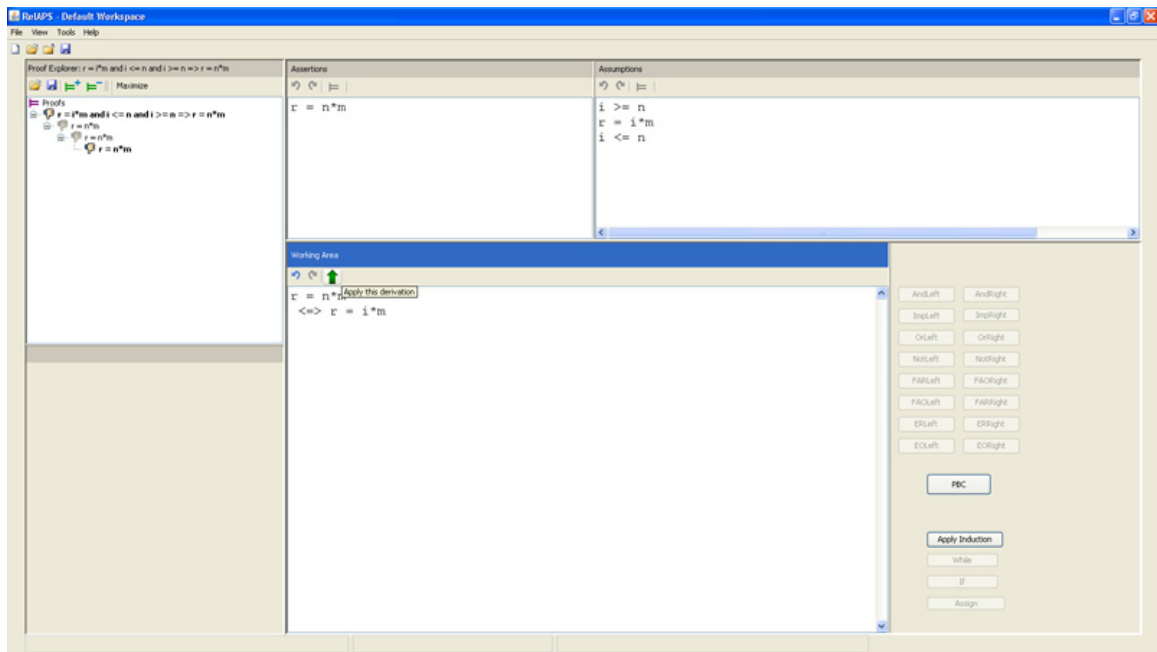 RelAPS - Default Workspace
File View Tools Help
Proof Explorer: r = i*m and i <= n and i >= n => r = n*m
Maximize
Proofs
r = i*m and i <= n and i >= n => r = n*m
r = n*m
r = n*m
r = n*m
Assertions
r = n*m
Assumptions
i >= n
r = i*m
i <= n
Working Area
Apply this derivation
r = n*m
<=> r = i*m
AndLeft AndRight
ImpLeft ImpRight
OrLeft OrRight
NotLeft NotRight
FARLeft FAORight
FAOLeft FARRight
ERLeft ERRight
EOLeft EORight
PBC
Apply Induction
While
If
Assign